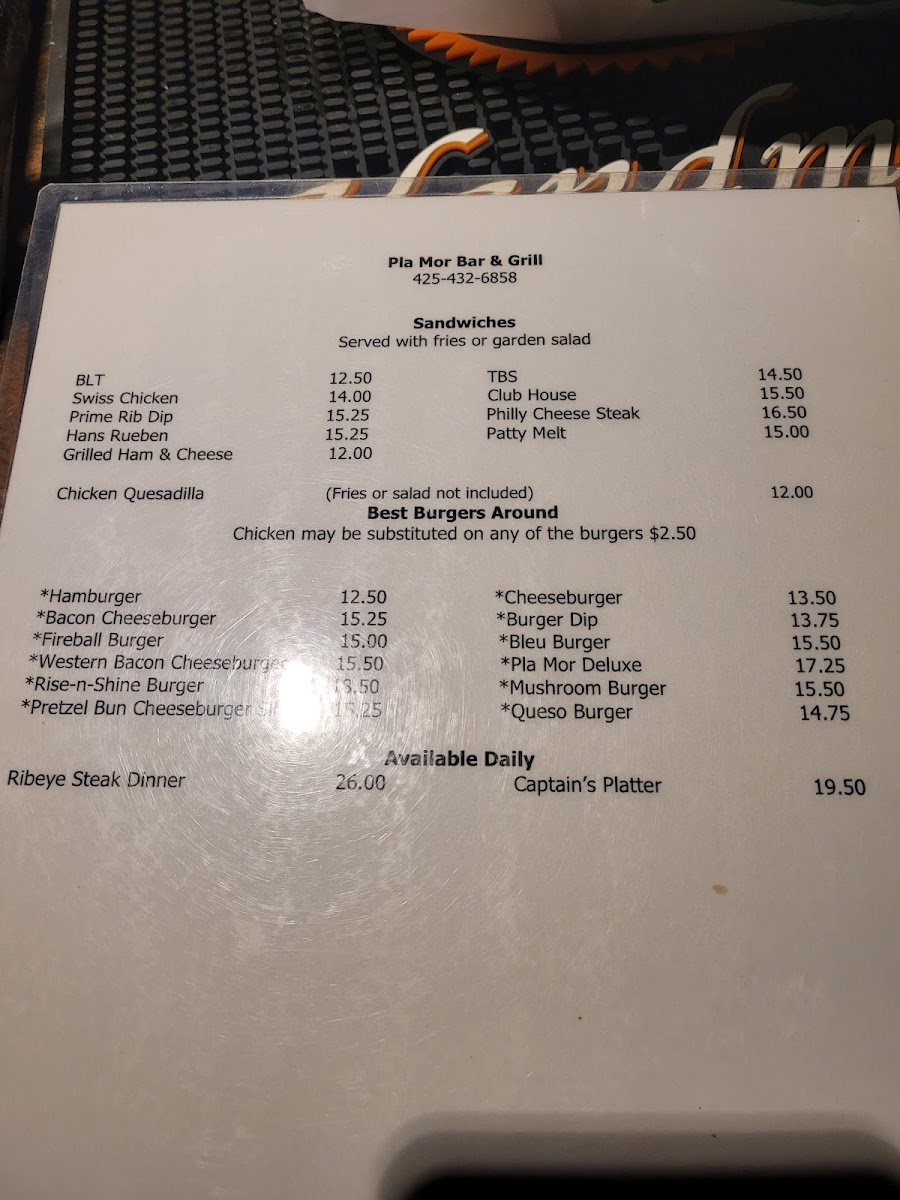 Handm
Pla Mor Bar & Grill
425-432-6858
Sandwiches
Served with fries or garden salad
BLT 12.50 TBS 14.50
Swiss Chicken 14.00 Club House 15.50
Prime Rib Dip 15.25 Philly Cheese Steak 16.50
Hans Rueben 15.25 Patty Melt 15.00
Grilled Ham & Cheese 12.00
Chicken Quesadilla (Fries or salad not included) 12.00
Best Burgers Around
Chicken may be substituted on any of the burgers $2.50
*Hamburger 12.50 *Cheeseburger 13.50
*Bacon Cheeseburger 15.25 *Burger Dip 13.75
*Fireball Burger 15.00 *Bleu Burger 15.50
*Western Bacon Cheeseburger 15.50 *Pla Mor Deluxe 17.25
*Rise-n-Shine Burger *Mushroom Burger 15.50
*Pretzel Bun Cheeseburger 15.25 *Queso Burger 14.75
Available Daily
Ribeye Steak Dinner 26.00 Captain's Platter 19.50